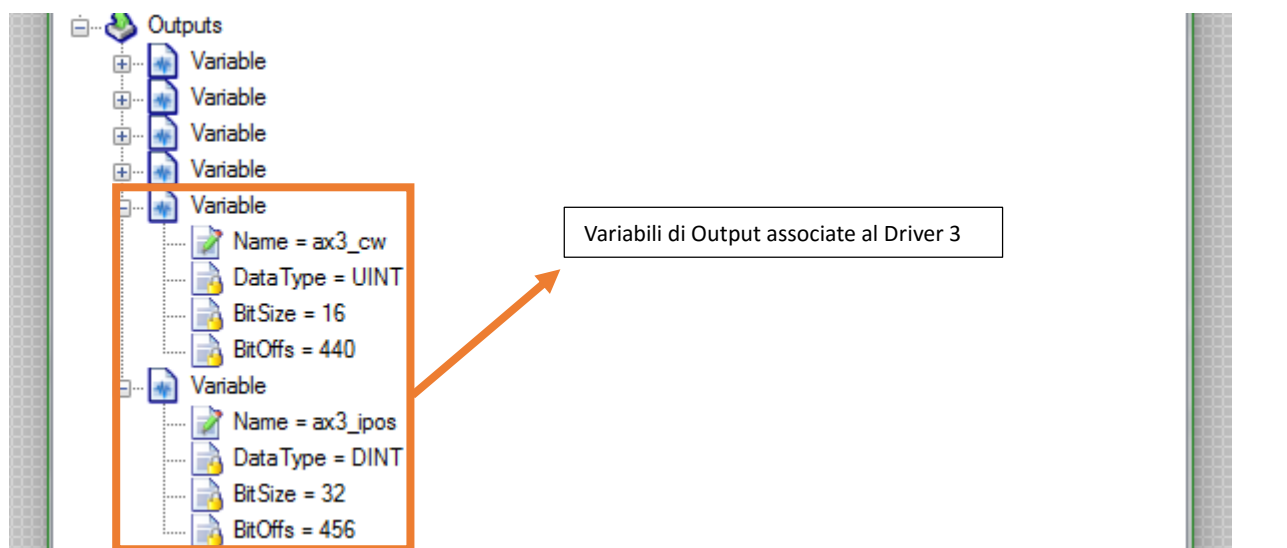 Outputs
Variable
Variable
Variable
Variable
Variable
Name = ax3_cw
DataType = UINT
BitSize = 16
BitOffs = 440
Variable
Name = ax3_ipos
DataType = DINT
BitSize = 32
BitOffs = 456
Variabili di Output associate al Driver 3